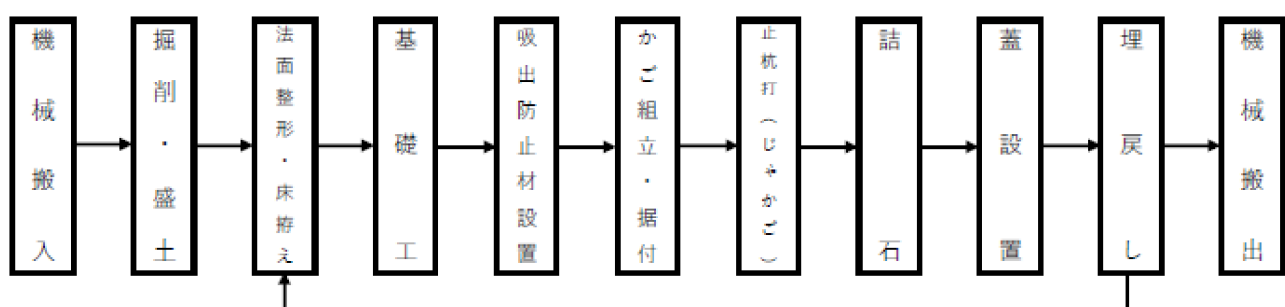 機械搬入
掘削・盛土
法面整形・床拵え
基礎工
吸出防止材設置
かご組立・据付
止杭打(じゃかご)
詰石
蓋設置
埋戻し
機械搬出